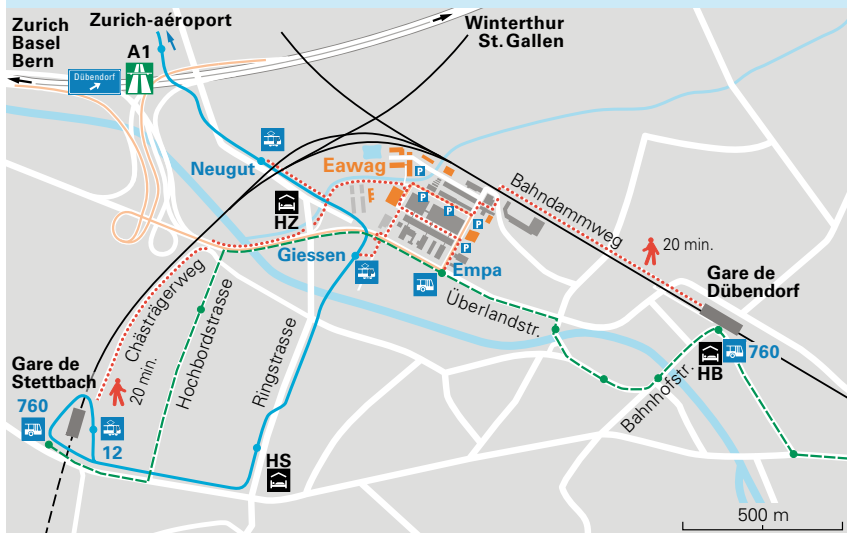 Zurich
Basel
Bern
Zurich-aéroport
A1
Dübendorf
Winterthur
St. Gallen
Neugut
Eawag
P
P
P
P
P
P
HZ
Bahndammweg
20 min.
Giessen
Empa
Gare de
Dübendorf
Chästrägerweg
Hochbordstrasse
Überlandstr.
Ringstrasse
20 min.
Gare de
Stettbach
760
12
HS
Bahnhofstr.
HB
760
500 m